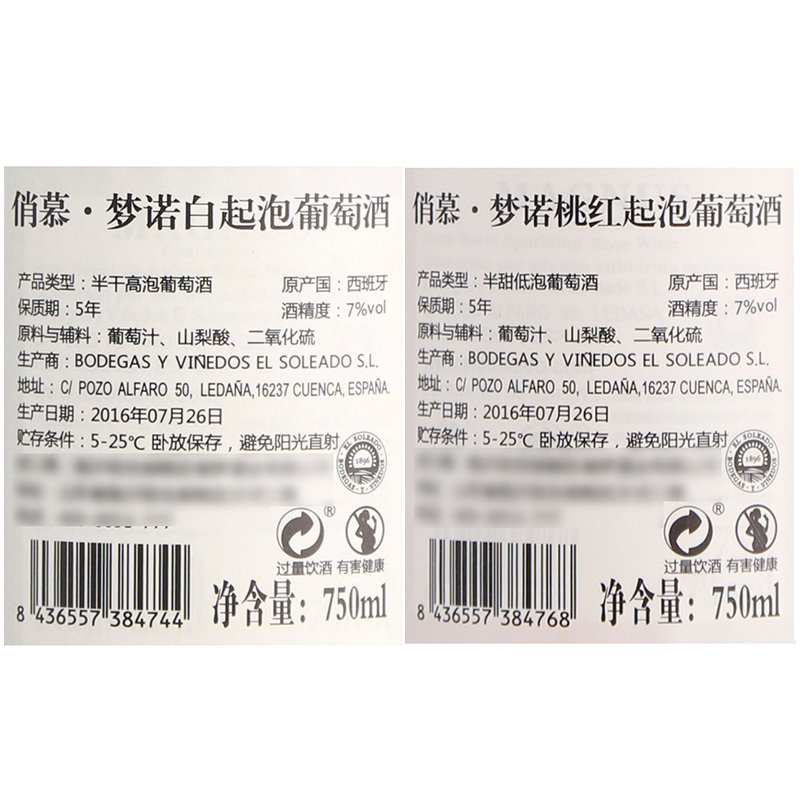 俏慕·梦诺白起泡葡萄酒
产品类型：半干高泡葡萄酒 原产国：西班牙
保质期：5年 酒精度：7%vol
原料与辅料：葡萄汁、山梨酸、二氧化硫
生产商：BODEGAS Y VIÑEDOS EL SOLEADO S.L.
地址：C/ POZO ALFARO 50, LEDAÑA,16237 CUENCA, ESPAÑA.
生产日期：2016年07月26日
贮存条件：5-25℃ 卧放保存，避免阳光直射
EL SOLEADO
1896
BODEGAS - Y - VIÑEDOS
®
过量饮酒 有害健康
净含量：750ml
8 436557 384744
俏慕·梦诺桃红起泡葡萄酒
产品类型：半甜低泡葡萄酒 原产国：西班牙
保质期：5年 酒精度：7%vol
原料与辅料：葡萄汁、山梨酸、二氧化硫
生产商：BODEGAS Y VIÑEDOS EL SOLEADO S.L.
地址：C/ POZO ALFARO 50, LEDAÑA,16237 CUENCA, ESPAÑA.
生产日期：2016年07月26日
贮存条件：5-25℃ 卧放保存，避免阳光直射
EL SOLEADO
1896
BODEGAS - Y - VIÑEDOS
®
过量饮酒 有害健康
净含量：750ml
8 436557 384768